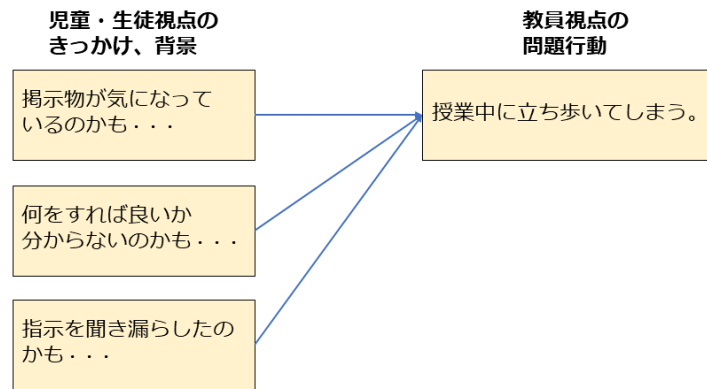 児童・生徒視点の
きっかけ、背景
教員視点の
問題行動
掲示物が気になって
いるのかも・・・
授業中に立ち歩いてしまう。
何をすれば良いか
分からないのかも・・・
指示を聞き漏らしたの
かも・・・